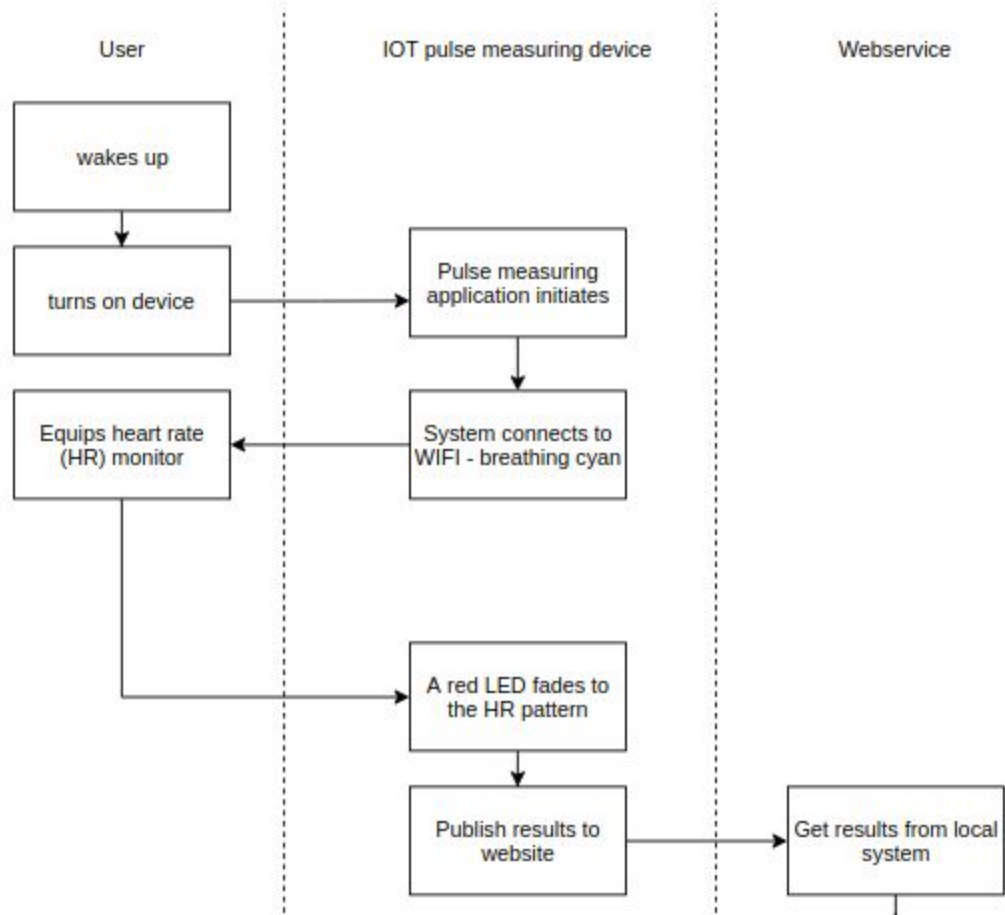 User
IOT pulse measuring device
Webservice
wakes up
turns on device
Pulse measuring
application initiates
Equips heart rate
(HR) monitor
System connects to
WIFI - breathing cyan
A red LED fades to
the HR pattern
Publish results to
website
Get results from local
system